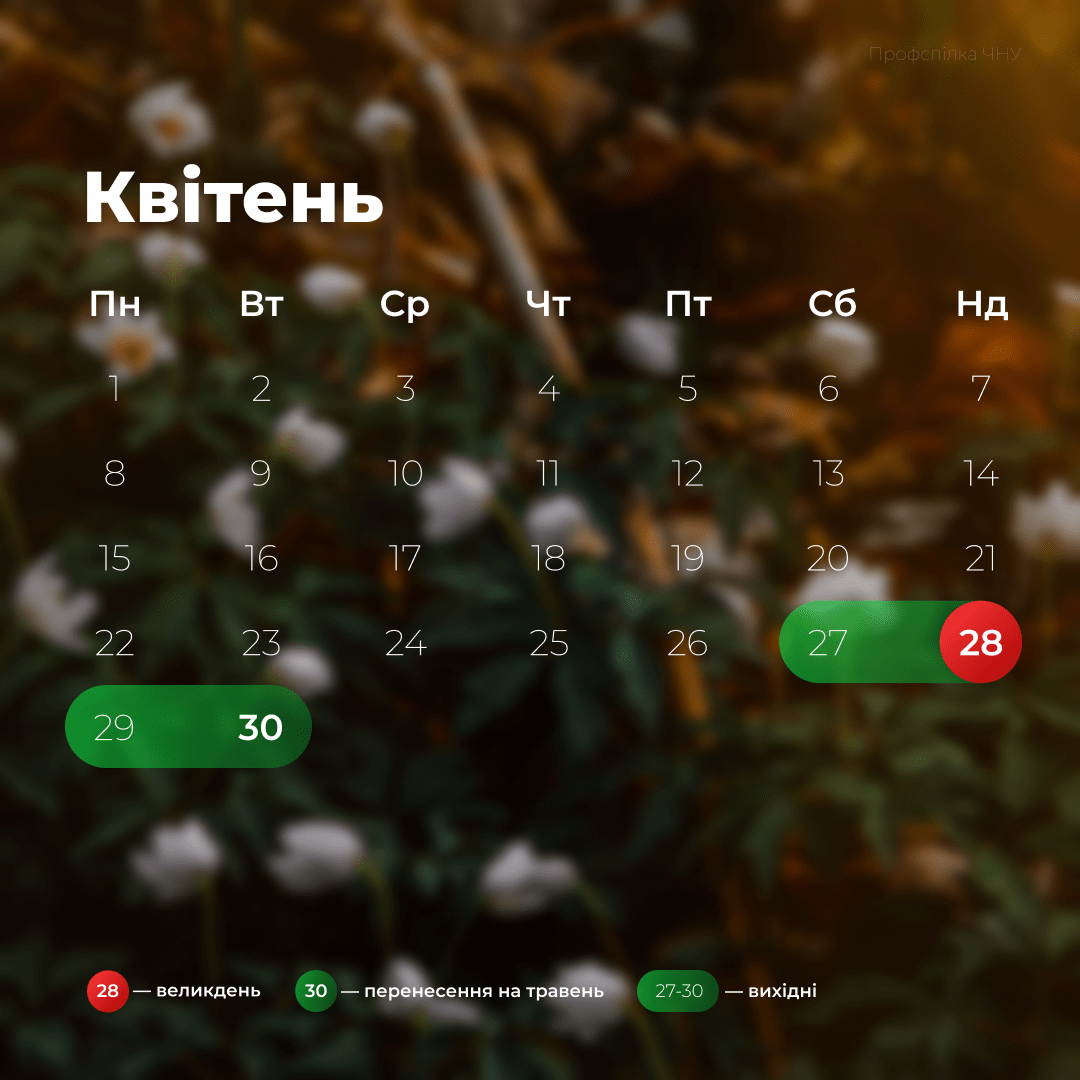 Профспілка ЧНУ
Квітень
Пн Вт Ср Чт Пт Сб Нд
1 2 3 4 5 6 7
8 9 10 11 12 13 14
15 16 17 18 19 20 21
22 23 24 25 26 27 28
29 30
28 — великдень 30 — перенесення на травень 27-30 — вихідні